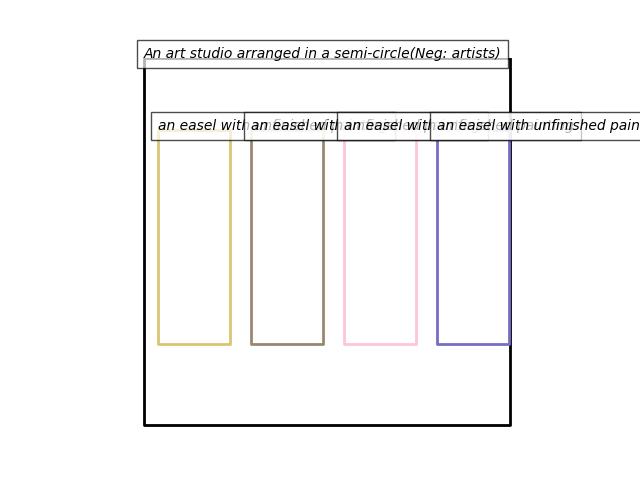 An art studio arranged in a semi-circle(Neg: artists)
an easel with
an easel with
an easel with
an easel with unfinished pain